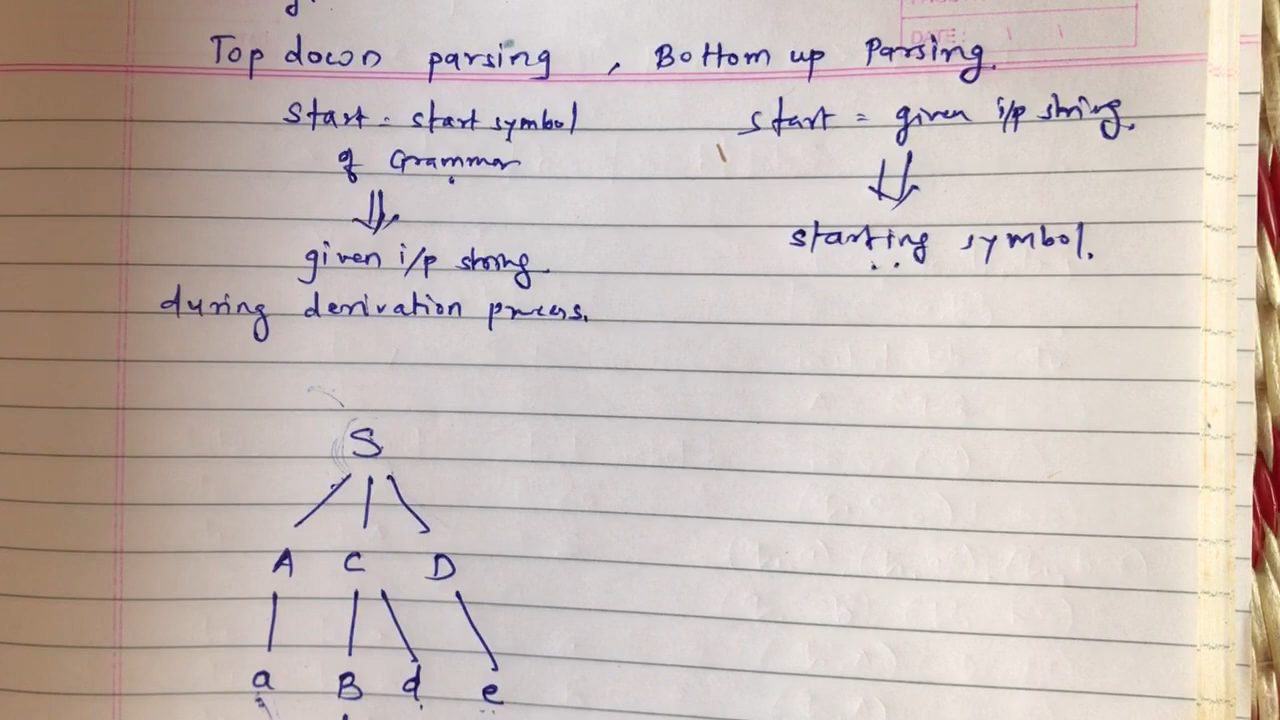 Top down parsing , Bottom up Parsing.
Start = start symbol
of Grammar
given i/p string
during derivation process.
start = given i/p string.
starting symbol.
S
A C D
a B d e
DATE :